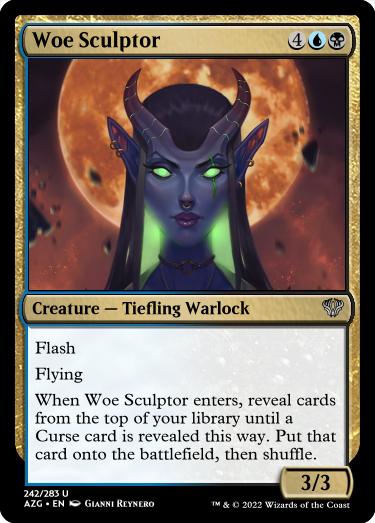 Woe Sculptor 4
Creature — Tiefling Warlock
Flash
Flying
When Woe Sculptor enters, reveal cards
from the top of your library until a
Curse card is revealed this way. Put that
card onto the battlefield, then shuffle.
3/3
242/283 U
AZG • EN Gianni Reynero
™ & © 2022 Wizards of the Coast